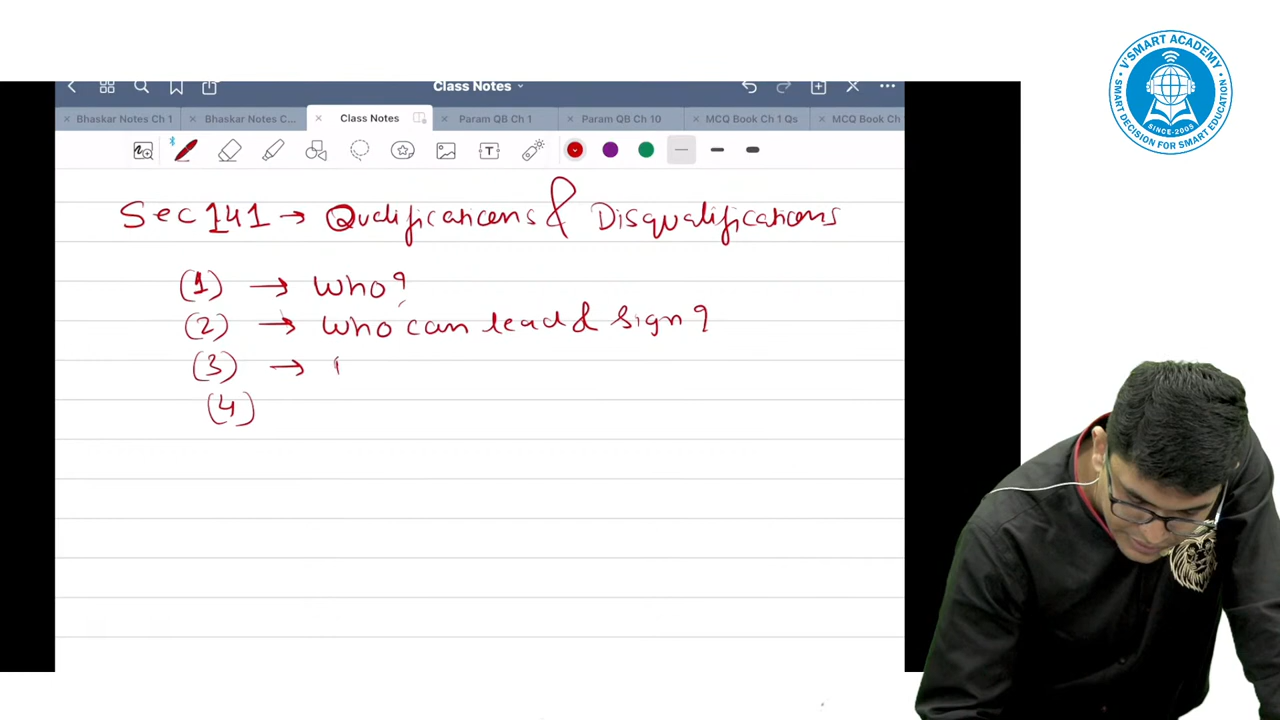 V'SMART ACADEMY
SMART DECISION FOR SMART EDUCATION
SINCE-2005
Class Notes
Bhaskar Notes Ch 1
Bhaskar Notes C...
Class Notes
Param QB Ch 1
Param QB Ch 10
MCQ Book Ch 1 Qs
MCQ Book Ch
T
Sec 141 → Qulifications & Disqualifications
(1) → Who?
(2) → Who can lead & sign?
(3) →
(4)